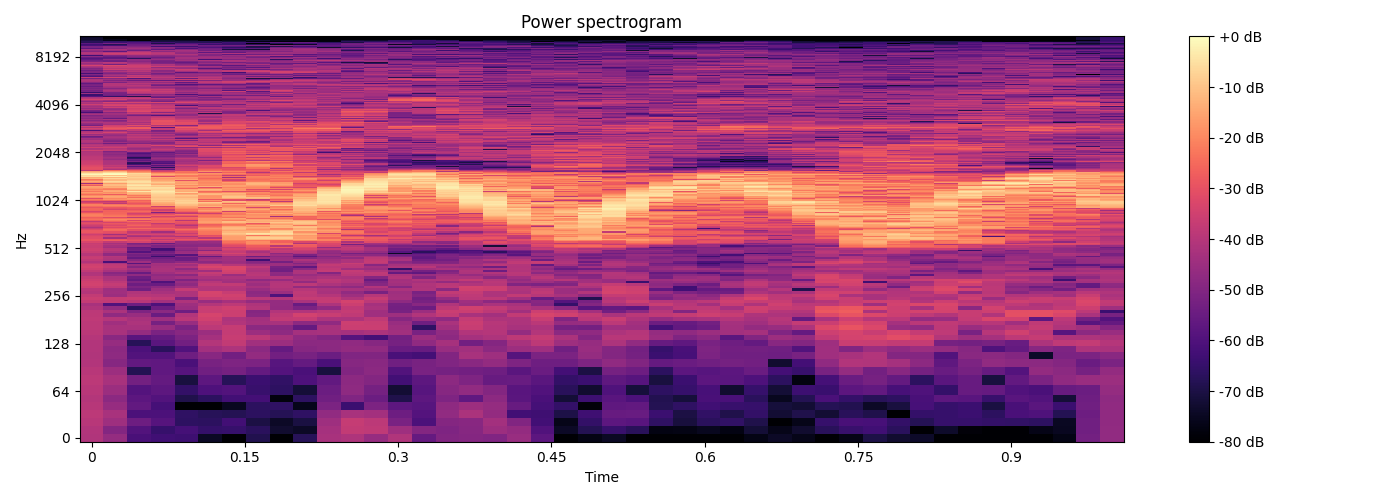 Power spectrogram
8192
4096
2048
1024
512
256
128
64
0
Hz
0 0.15 0.3 0.45 0.6 0.75 0.9
Time
+0 dB
-10 dB
-20 dB
-30 dB
-40 dB
-50 dB
-60 dB
-70 dB
-80 dB